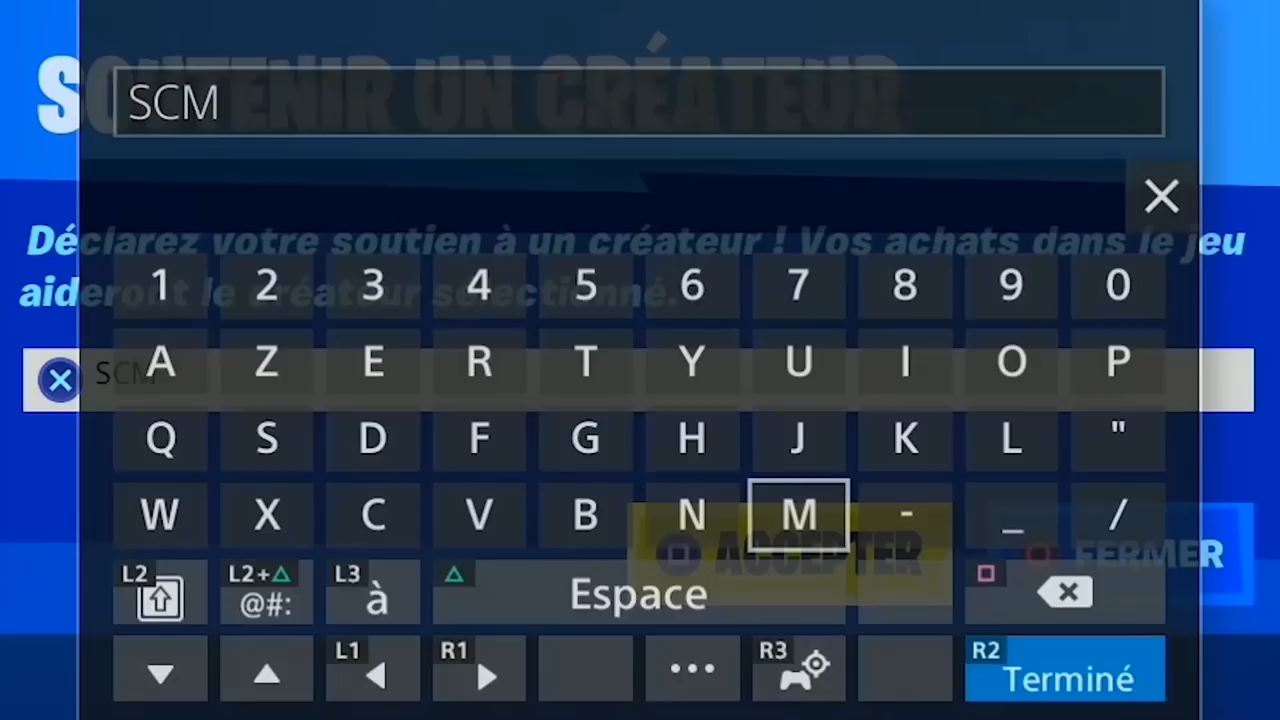 SOUTENIR UN CRÉATEUR
SCM
Déclarez votre soutien à un créateur ! Vos achats dans le jeu
aideront le créateur sélectionné.
1 2 3 4 5 6 7 8 9 0
SCM
A Z E R T Y U I O P
Q S D F G H J K L "
W X C V B N M - _ /
ACCEPTER FERMER
L2 L2+ L3
@#: à Espace
L1 R1 ... R3 R2
Terminé